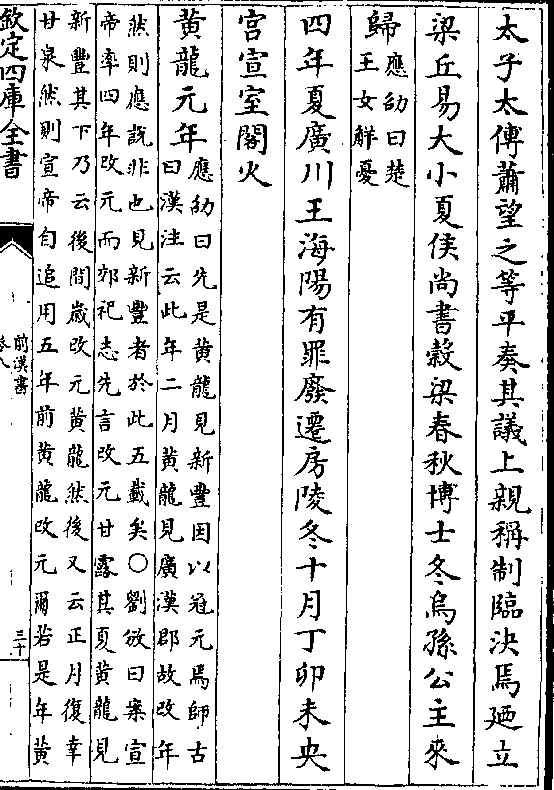 太子太傅蕭望之等平奏其議上親稱制臨決焉廼立
梁丘易大小夏侯尚書穀梁春秋博士冬烏孫公主來
歸應劭曰楚
王女解憂
四年夏廣川王海陽有罪廢遷房陵冬十月丁卯未央
宫宣室閣火
黄龍元年應劭曰先是黄龍見新豐因以冠元焉師古
曰漢注云此年二月黄龍見廣漢郡故改年
然則應説非也見新豐者於此五載矣○劉攽曰案宣
帝率四年改元而郊祀志先言改元甘露其夏黄龍見
新豐其下乃云後間歲改元黄龍然後又云正月復幸
甘泉然則宣帝自追用五年前黄龍改元爾若是年黄
欽定四庫全書
前漢書
卷八
三十